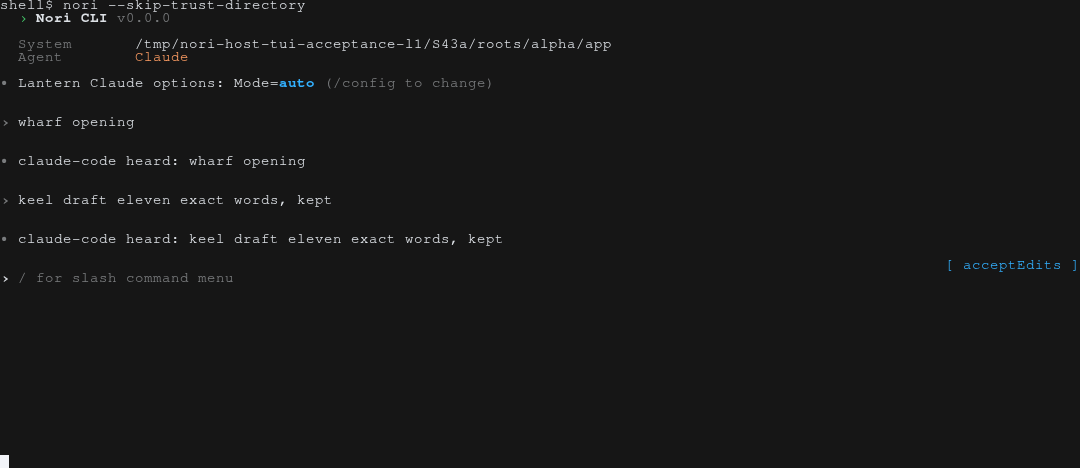 shell$ nori --skip-trust-directory
› Nori CLI v0.0.0
System /tmp/nori-host-tui-acceptance-l1/S43a/roots/alpha/app
Agent Claude
• Lantern Claude options: Mode=auto (/config to change)
› wharf opening
• claude-code heard: wharf opening
› keel draft eleven exact words, kept
• claude-code heard: keel draft eleven exact words, kept
[ acceptEdits ]
› / for slash command menu